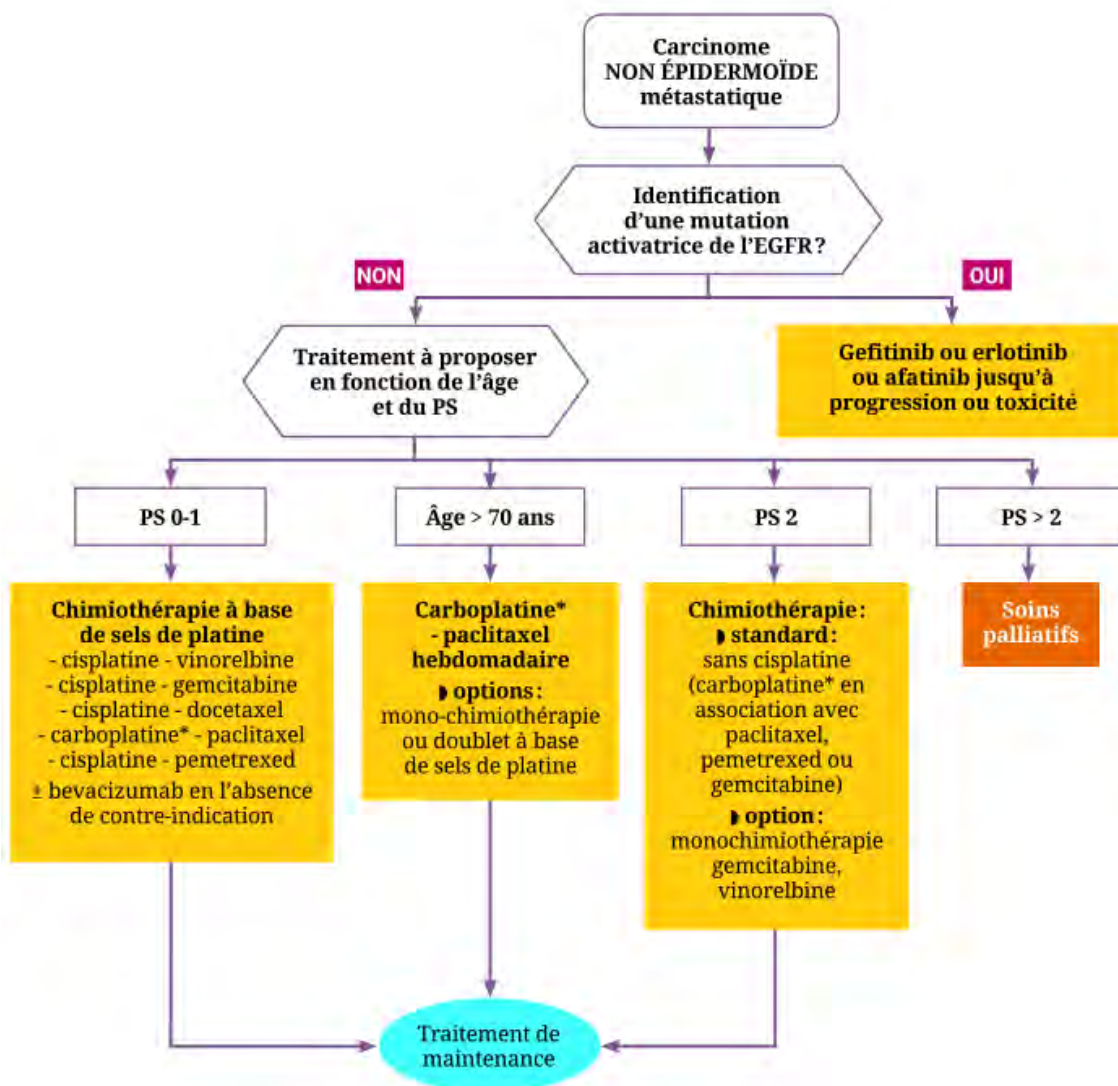 Carcinome
NON ÉPIDERMOÏDE
métastatique
Identification
d’une mutation
activatrice de l’EGFR ?
NON
OUI
Traitement à proposer
en fonction de l’âge
et du PS
Gefitinib ou erlotinib
ou afatinib jusqu’à
progression ou toxicité
PS 0-1
Âge > 70 ans
PS 2
PS > 2
Chimiothérapie à base
de sels de platine
- cisplatine - vinorelbine
- cisplatine - gemcitabine
- cisplatine - docetaxel
- carboplatine* - paclitaxel
- cisplatine - pemetrexed
± bevacizumab en l’absence
de contre-indication
Carboplatine*
- paclitaxel
hebdomadaire
◗ options :
mono-chimiothérapie
ou doublet à base
de sels de platine
Chimiothérapie :
◗ standard :
sans cisplatine
(carboplatine* en
association avec
paclitaxel,
pemetrexed ou
gemcitabine)
◗ option :
monochimiothérapie
gemcitabine,
vinorelbine
Soins
palliatifs
Traitement de
maintenance